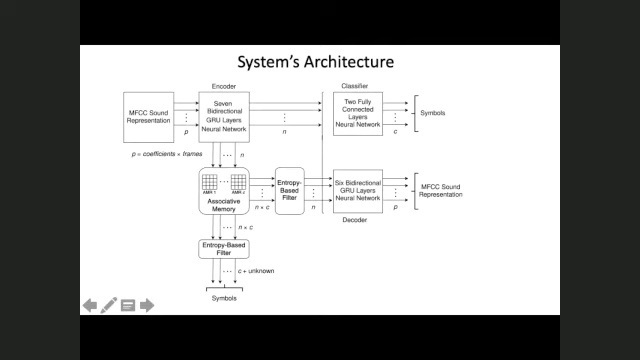 System's Architecture
Encoder
Classifier
MFCC Sound
Representation
p
Seven
Bidirectional
GRU Layers
Neural Network
n
Two Fully
Connected
Layers
Neural Network
c
Symbols
p = coefficients × frames
... n
AMR 1
...
AMR c
Associative
Memory
n × c
Entropy-
Based
Filter
n
Six Bidirectional
GRU Layers
Neural Network
p
MFCC Sound
Representation
Decoder
... n × c
Entropy-Based
Filter
... c + unknown
Symbols